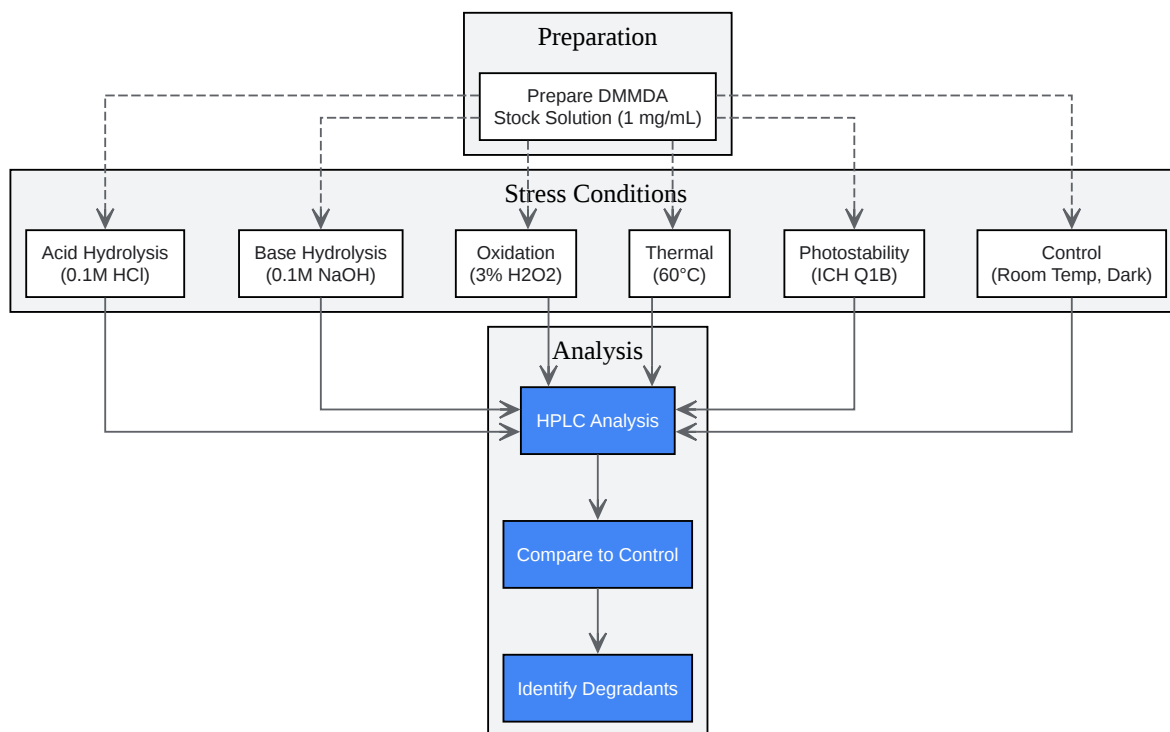 Preparation
Prepare DMMDA
Stock Solution (1 mg/mL)
Stress Conditions
Acid Hydrolysis
(0.1M HCl)
Base Hydrolysis
(0.1M NaOH)
Oxidation
(3% H2O2)
Thermal
(60°C)
Photostability
(ICH Q1B)
Control
(Room Temp, Dark)
Analysis
HPLC Analysis
Compare to Control
Identify Degradants